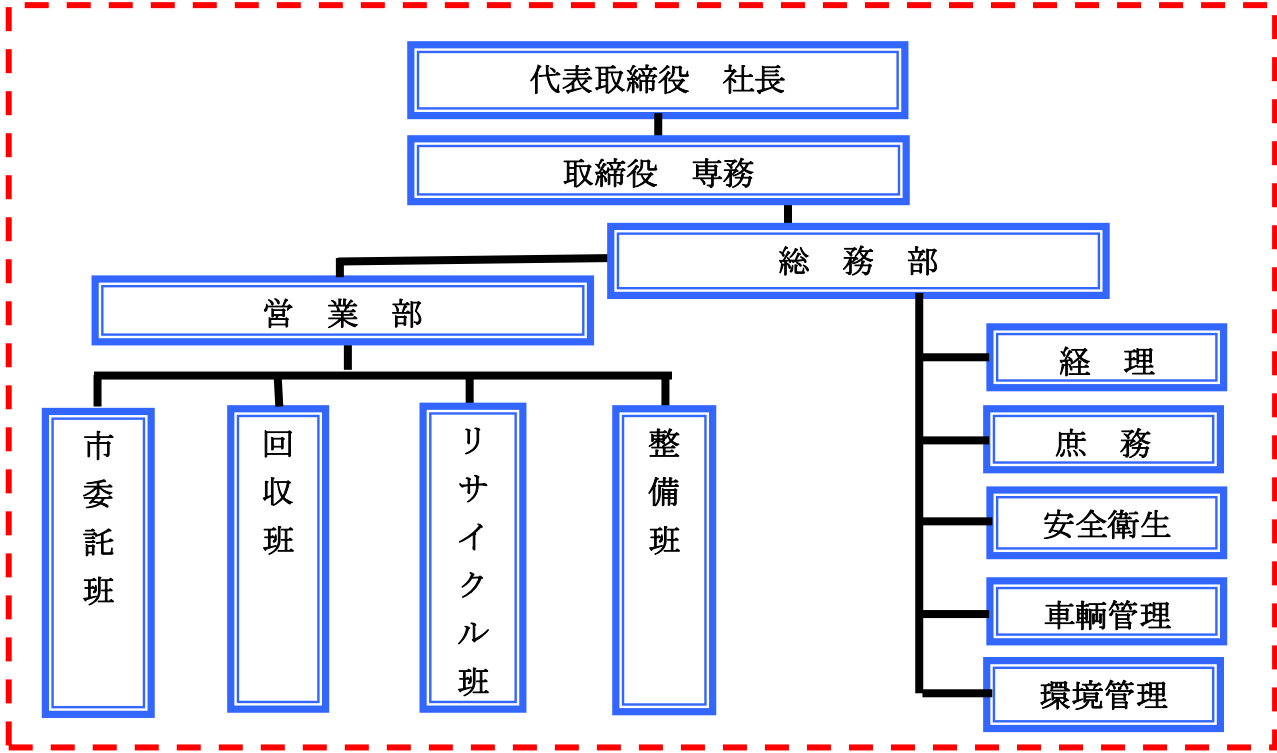 代表取締役　社長
取締役　専務
総　務　部
営　業　部
経　理
庶　務
安全衛生
車輌管理
環境管理
市委託班
回収班
リサイクル班
整備班